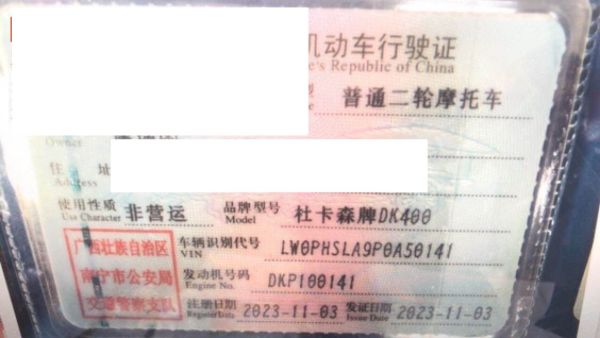 机动车行驶证
e's Republic of China
型 普通二轮摩托车
Owner
住 址
Address
使用性质 非营运 品牌型号 杜卡森牌DK400
Use Character Model
广西壮族自治区 车辆识别代号 LW0PHSLA9P0A50141
VIN
南宁市公安局 发动机号码 DKP100141
Engine No.
交通警察支队 注册日期 2023-11-03 发证日期 2023-11-03
RegisterDate Issue Date